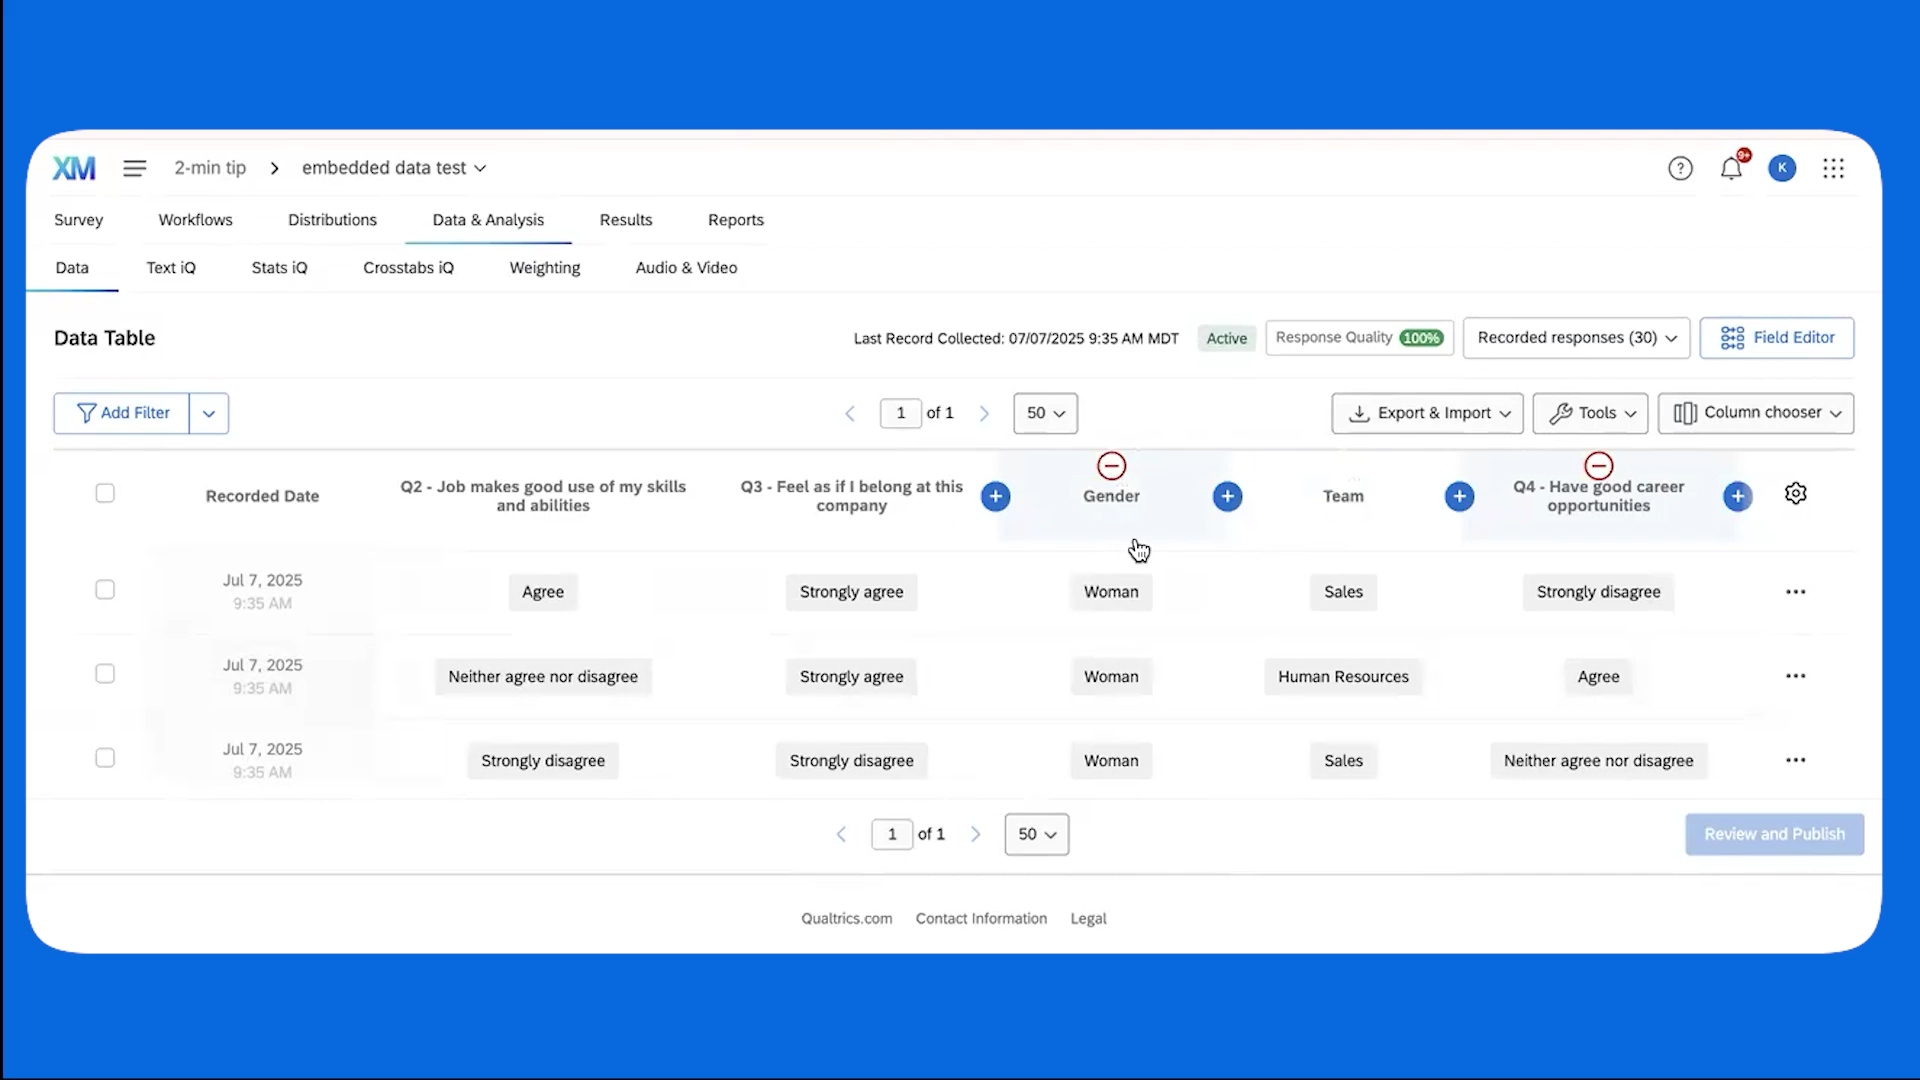 XM 2-min tip > embedded data test 9+ K
Survey Workflows Distributions Data & Analysis Results Reports
Data Text iQ Stats iQ Crosstabs iQ Weighting Audio & Video
Data Table Last Record Collected: 07/07/2025 9:35 AM MDT Active Response Quality 100% Recorded responses (30) Field Editor
Add Filter 1 of 1 50 Export & Import Tools Column chooser
Recorded Date
Q2 - Job makes good use of my skills
and abilities
Q3 - Feel as if I belong at this
company
Gender
Team
Q4 - Have good career
opportunities
Jul 7, 2025
9:35 AM
Agree Strongly agree Woman Sales Strongly disagree
Jul 7, 2025
9:35 AM
Neither agree nor disagree Strongly agree Woman Human Resources Agree
Jul 7, 2025
9:35 AM
Strongly disagree Strongly disagree Woman Sales Neither agree nor disagree
1 of 1 50 Review and Publish
Qualtrics.com Contact Information Legal